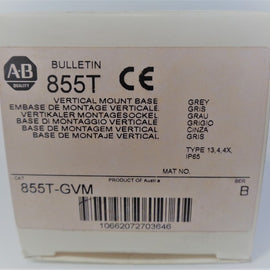 A-B
QUALITY
BULLETIN
855T CE
VERTICAL MOUNT BASE GREY
EMBASE DE MONTAGE VERTICALE GRIS
VERTIKALER MONTAGESOCKEL GRAU
BASE DI MONTAGGIO VERTICALE GRIGIO
BASE DE MONTAGEM VERTICAL CINZA
BASE DE MONTAJE VERTICAL GRIS
TYPE 13,4,4X,
IP65
MAT NO.
CAT PRODUCT OF Austria SER.
855T-GVM B
10662072703646